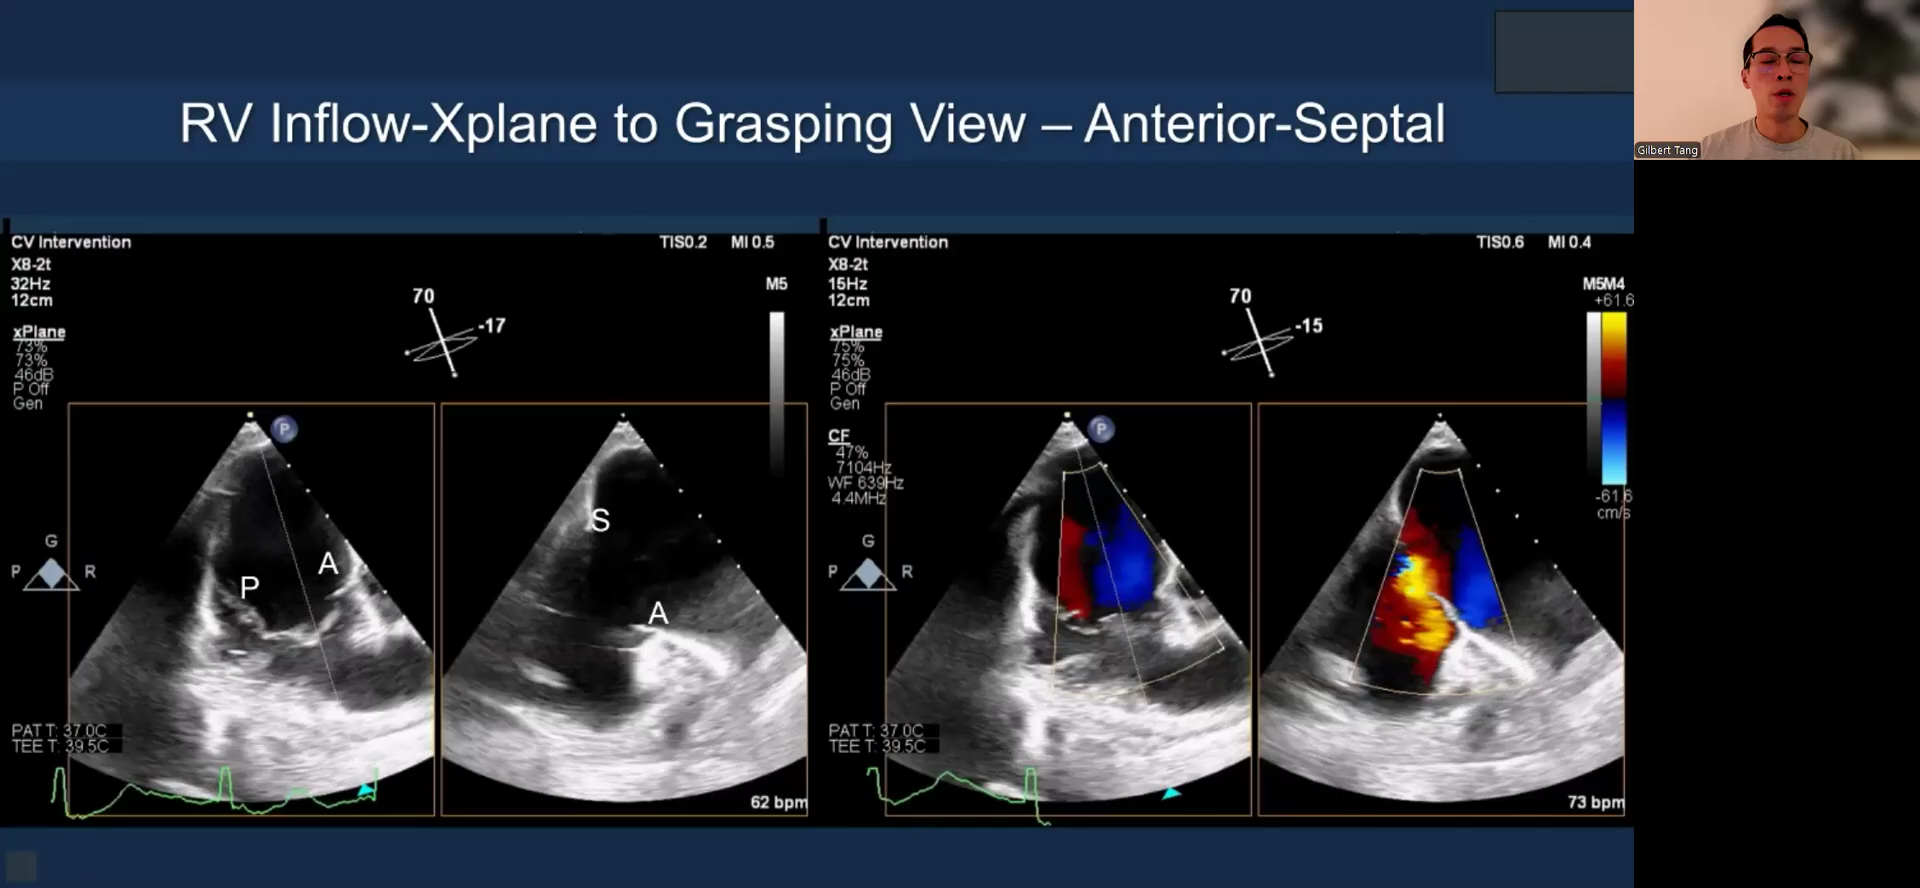 RV Inflow-Xplane to Grasping View – Anterior-Septal
Gilbert Tang
CV Intervention
TIS0.2 MI 0.5
X8-2t
32Hz
12cm
70
-17
M5
xPlane
73%
73%
46dB
P Off
Gen
P
S
A
P
A
G
P R
PAT T: 37.0C
TEE T: 39.5C
62 bpm
CV Intervention
TIS0.6 MI 0.4
X8-2t
15Hz
12cm
70
-15
M5M4
+61.6
xPlane
75%
75%
46dB
P Off
Gen
P
CF
47%
7104Hz
WF 639Hz
4.4MHz
-61.6
cm/s
G
P R
PAT T: 37.0C
TEE T: 39.5C
73 bpm